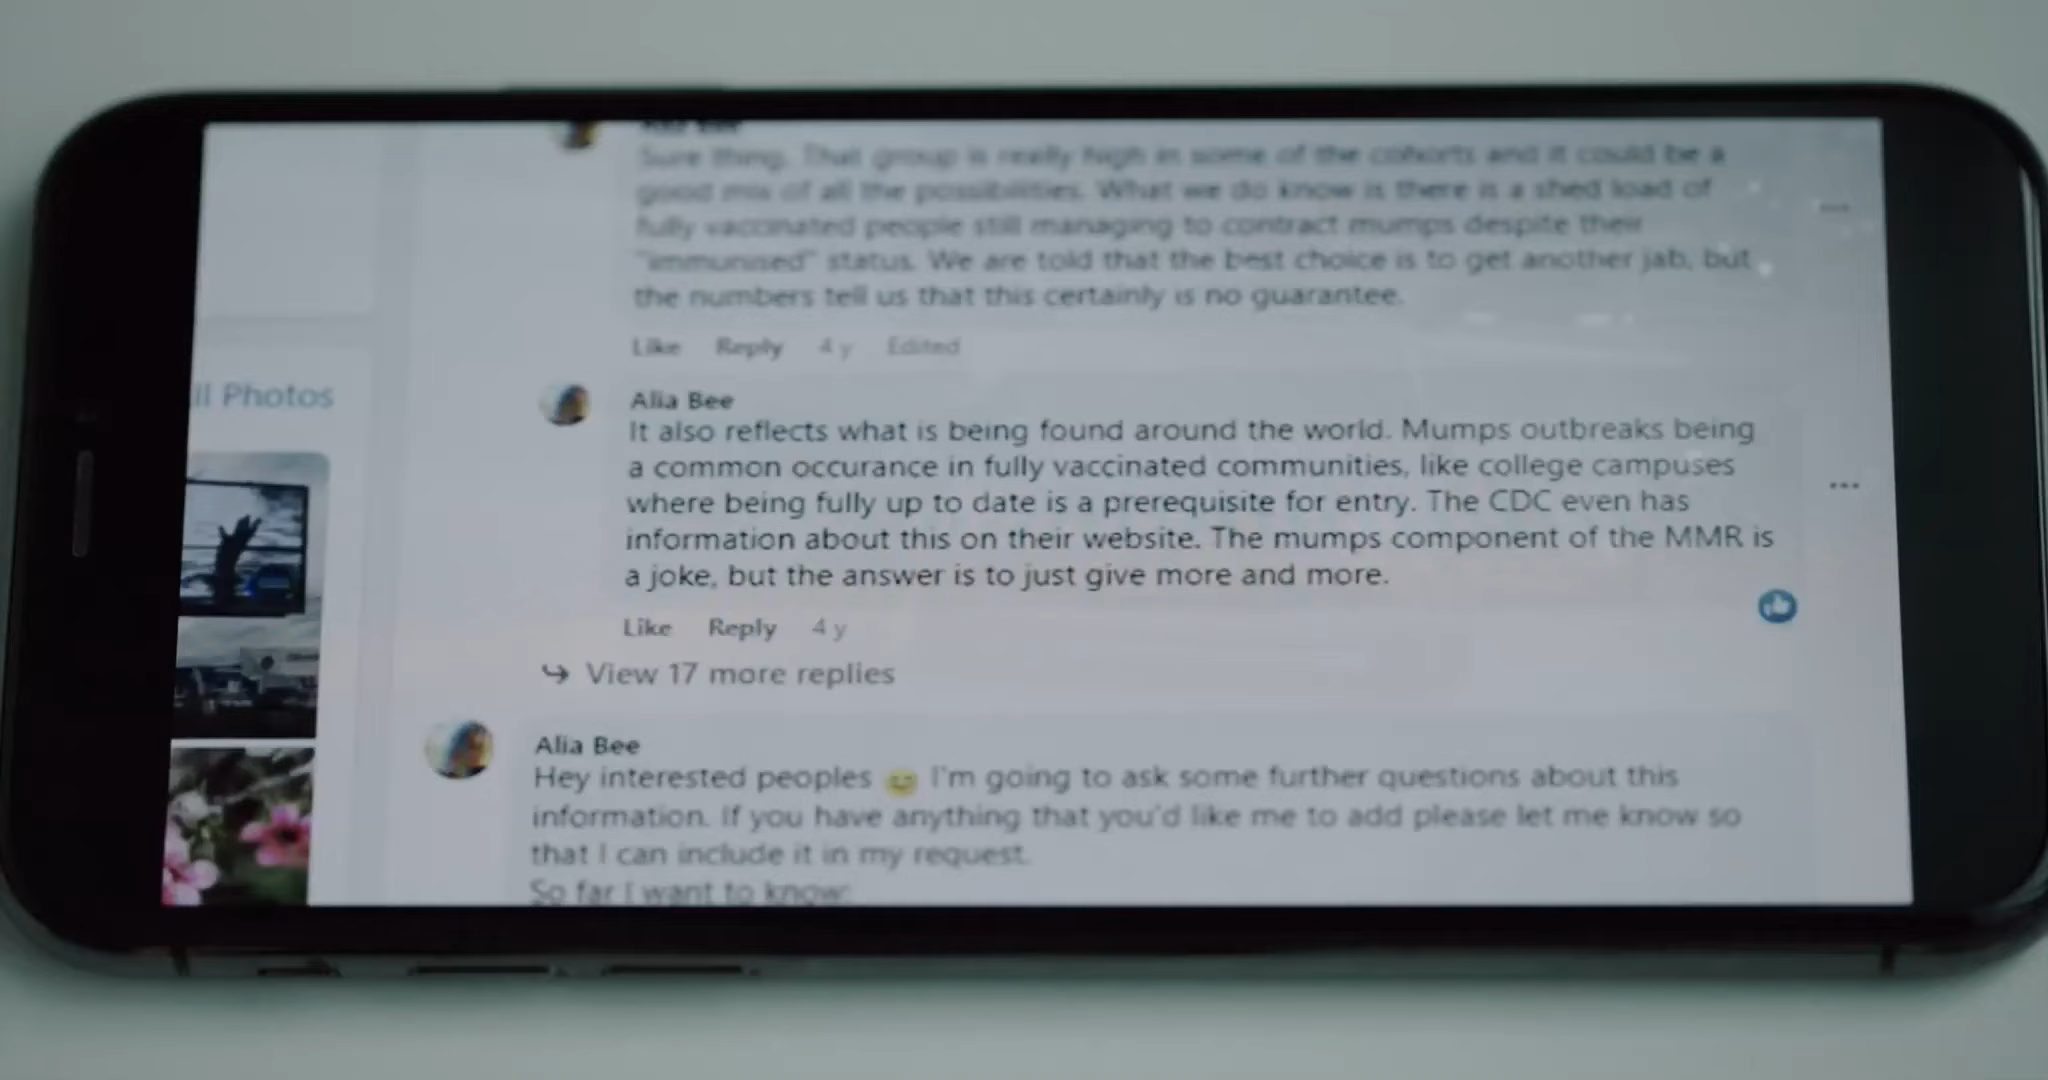 Sure thing. That group is really high in some of the cohorts and it could be a
good mix of all the possibilities. What we do know is there is a shed load of
fully vaccinated people still managing to contract mumps despite their
"immunised" status. We are told that the best choice is to get another jab, but
the numbers tell us that this certainly is no guarantee.
Like Reply 4 y Edited
ll Photos
Alia Bee
It also reflects what is being found around the world. Mumps outbreaks being
a common occurance in fully vaccinated communities, like college campuses
where being fully up to date is a prerequisite for entry. The CDC even has
information about this on their website. The mumps component of the MMR is
a joke, but the answer is to just give more and more.
Like Reply 4 y
View 17 more replies
Alia Bee
Hey interested peoples I'm going to ask some further questions about this
information. If you have anything that you'd like me to add please let me know so
that I can include it in my request.
So far I want to know: